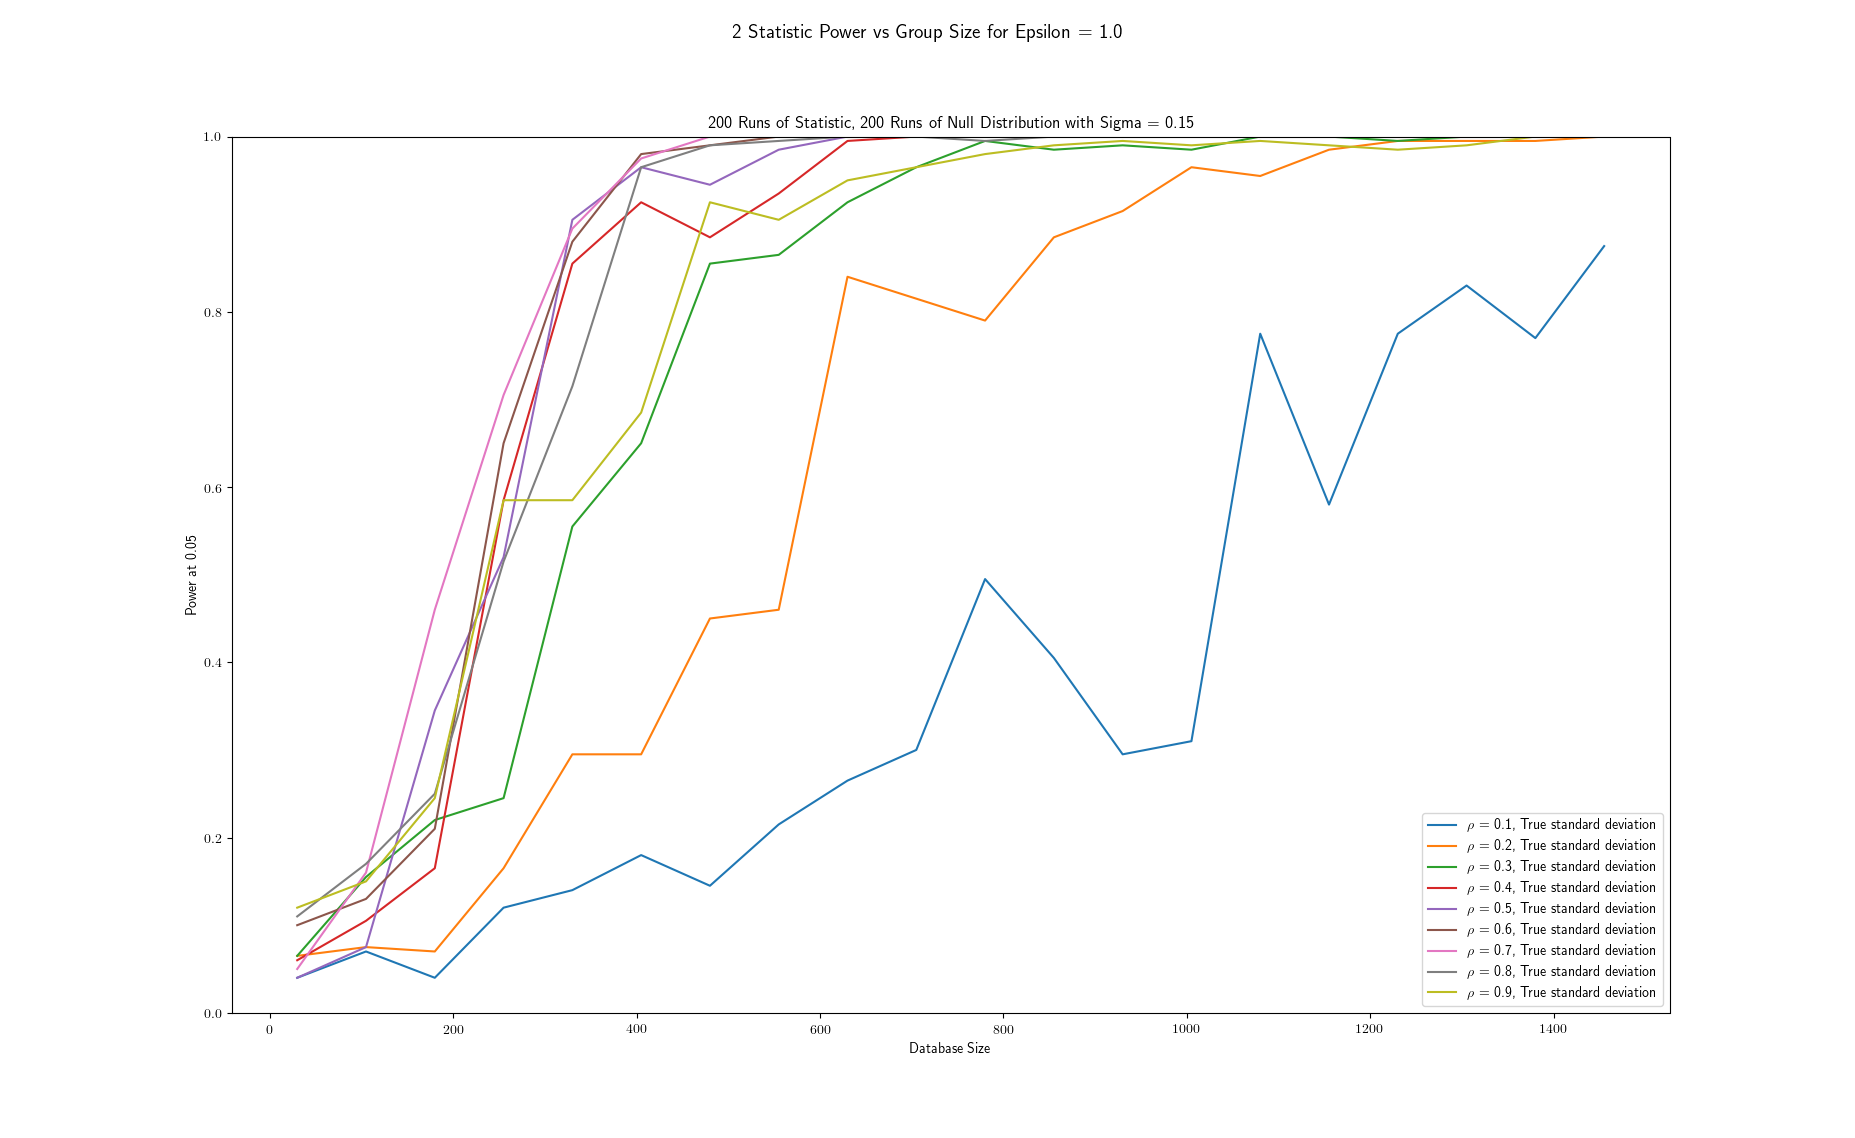 2 Statistic Power vs Group Size for Epsilon = 1.0
200 Runs of Statistic, 200 Runs of Null Distribution with Sigma = 0.15
1.0
0.8
0.6
0.4
0.2
0.0
Power at 0.05
ρ = 0.1, True standard deviation
ρ = 0.2, True standard deviation
ρ = 0.3, True standard deviation
ρ = 0.4, True standard deviation
ρ = 0.5, True standard deviation
ρ = 0.6, True standard deviation
ρ = 0.7, True standard deviation
ρ = 0.8, True standard deviation
ρ = 0.9, True standard deviation
0 200 400 600 800 1000 1200 1400
Database Size